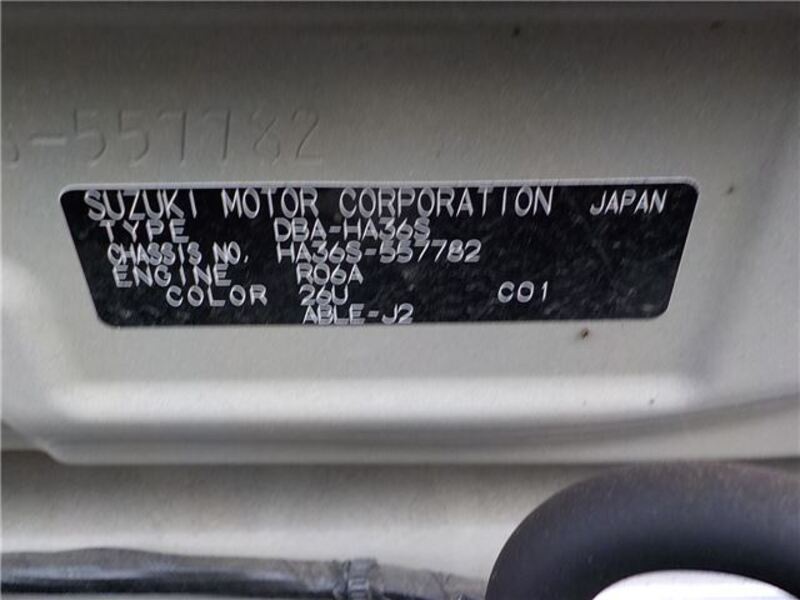 -557782
SUZUKI MOTOR CORPORATION JAPAN
TYPE DBA-HA36S
CHASSIS NO. HA36S-557782
ENGINE R06A
COLOR 26U C01
ABLE-J2